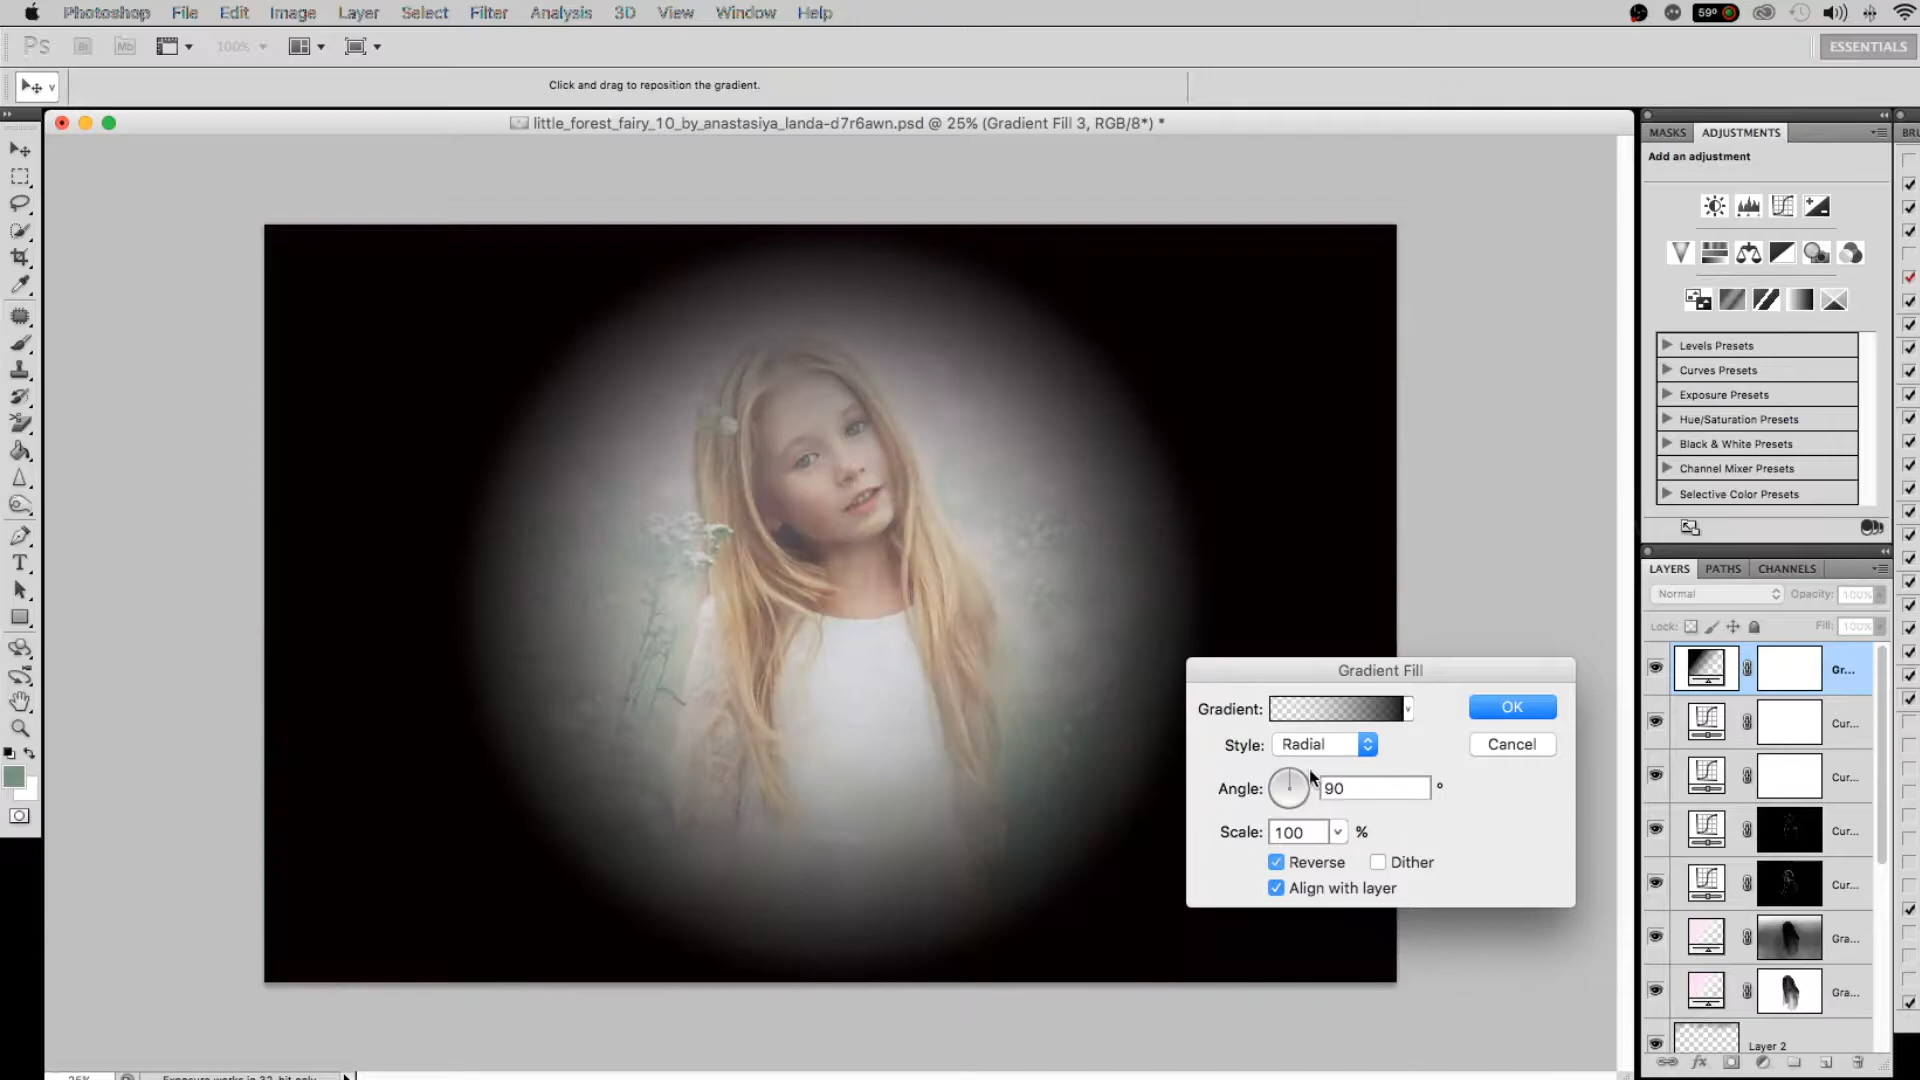 Photoshop File Edit Image Layer Select Filter Analysis 3D View Window Help
59°
Ps Br Mb 100% ESSENTIALS
Click and drag to reposition the gradient.
little_forest_fairy_10_by_anastasiya_landa-d7r6awn.psd @ 25% (Gradient Fill 3, RGB/8*) *
MASKS ADJUSTMENTS BRU
Add an adjustment
Levels Presets
Curves Presets
Exposure Presets
Hue/Saturation Presets
Black & White Presets
Channel Mixer Presets
Selective Color Presets
LAYERS PATHS CHANNELS
Normal Opacity: 100%
Lock: Fill: 100%
Gr...
Cur...
Cur...
Cur...
Cur...
Gra...
Gra...
Layer 2
Gradient Fill
Gradient: OK
Style: Radial Cancel
Angle: 90 °
Scale: 100 %
Reverse Dither
Align with layer
25% Exposure works in 32-bit only